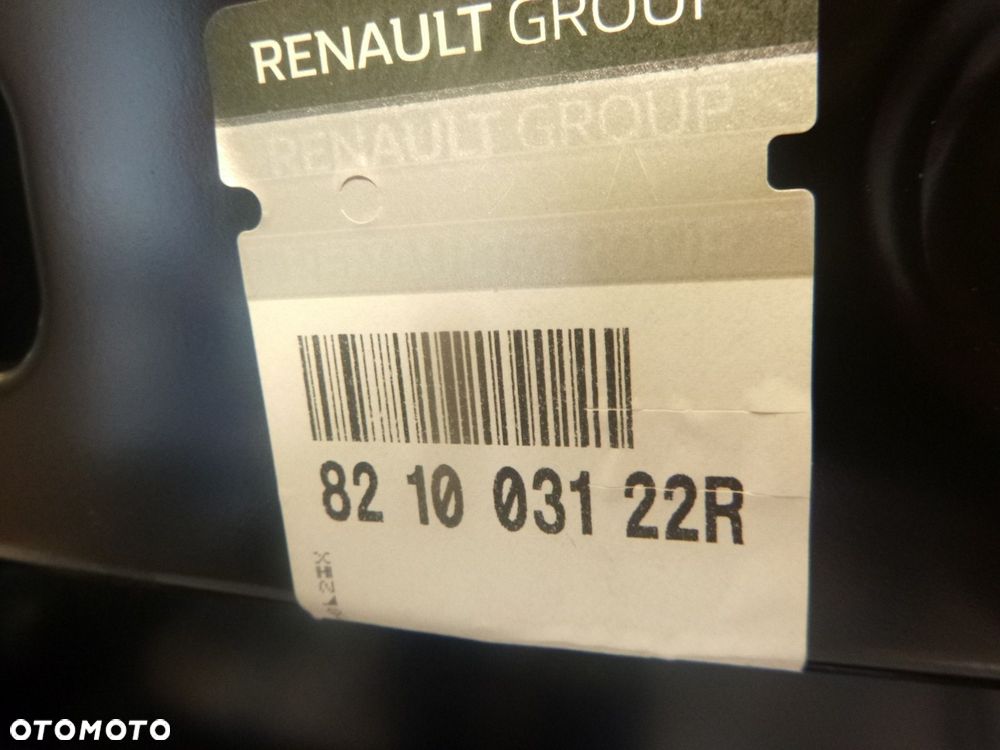 RENAULT GROUP
RENAULT GROUP
82 10 031 22R
OTOMOTO